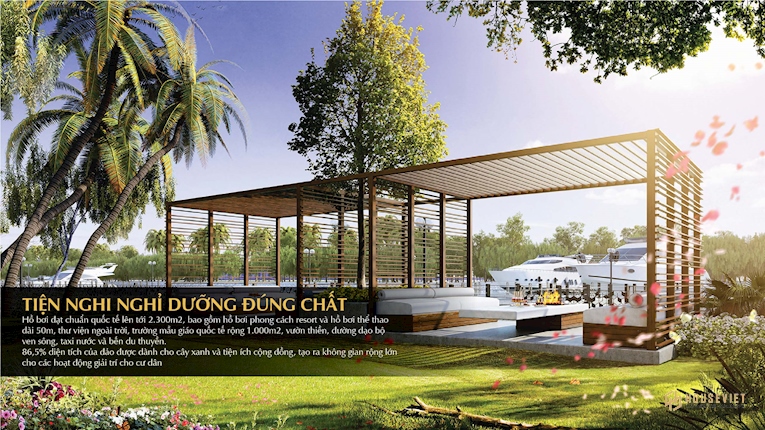 TIỆN NGHI NGHỈ DƯỠNG ĐÚNG CHẤT
Hồ bơi đạt chuẩn quốc tế lên tới 2.300m2, bao gồm hồ bơi phong cách resort và hồ bơi thể thao
dài 50m, thư viện ngoài trời, trường mẫu giáo quốc tế rộng 1.000m2, vườn thiền, đường dạo bộ
ven sông, taxi nước và bến du thuyền.
86,5% diện tích của đảo được dành cho cây xanh và tiện ích cộng đồng, tạo ra không gian rộng lớn
cho các hoạt động giải trí cho cư dân
HOUSEVIET